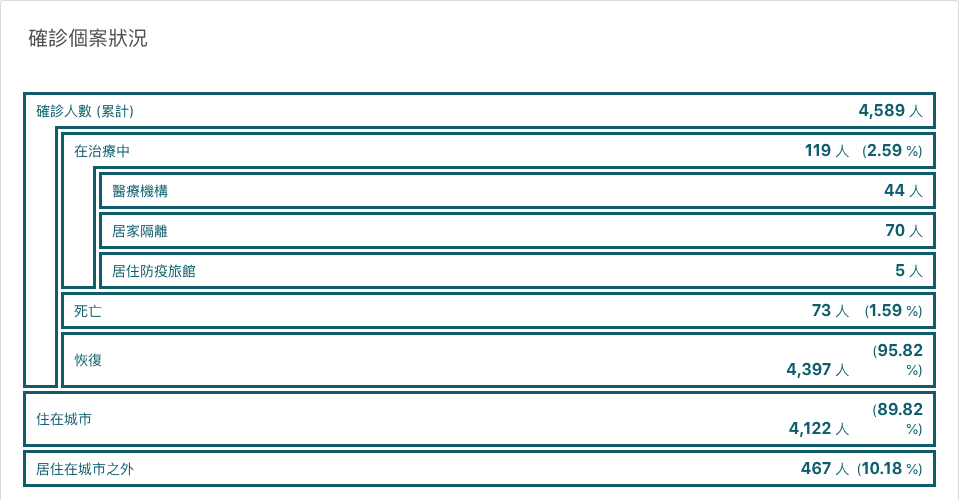 確診個案狀況
確診人數 (累計) 4,589 人
在治療中 119 人 (2.59 %)
醫療機構 44 人
居家隔離 70 人
居住防疫旅館 5 人
死亡 73 人 (1.59 %)
恢復 4,397 人 (95.82 %)
住在城市 4,122 人 (89.82 %)
居住在城市之外 467 人 (10.18 %)